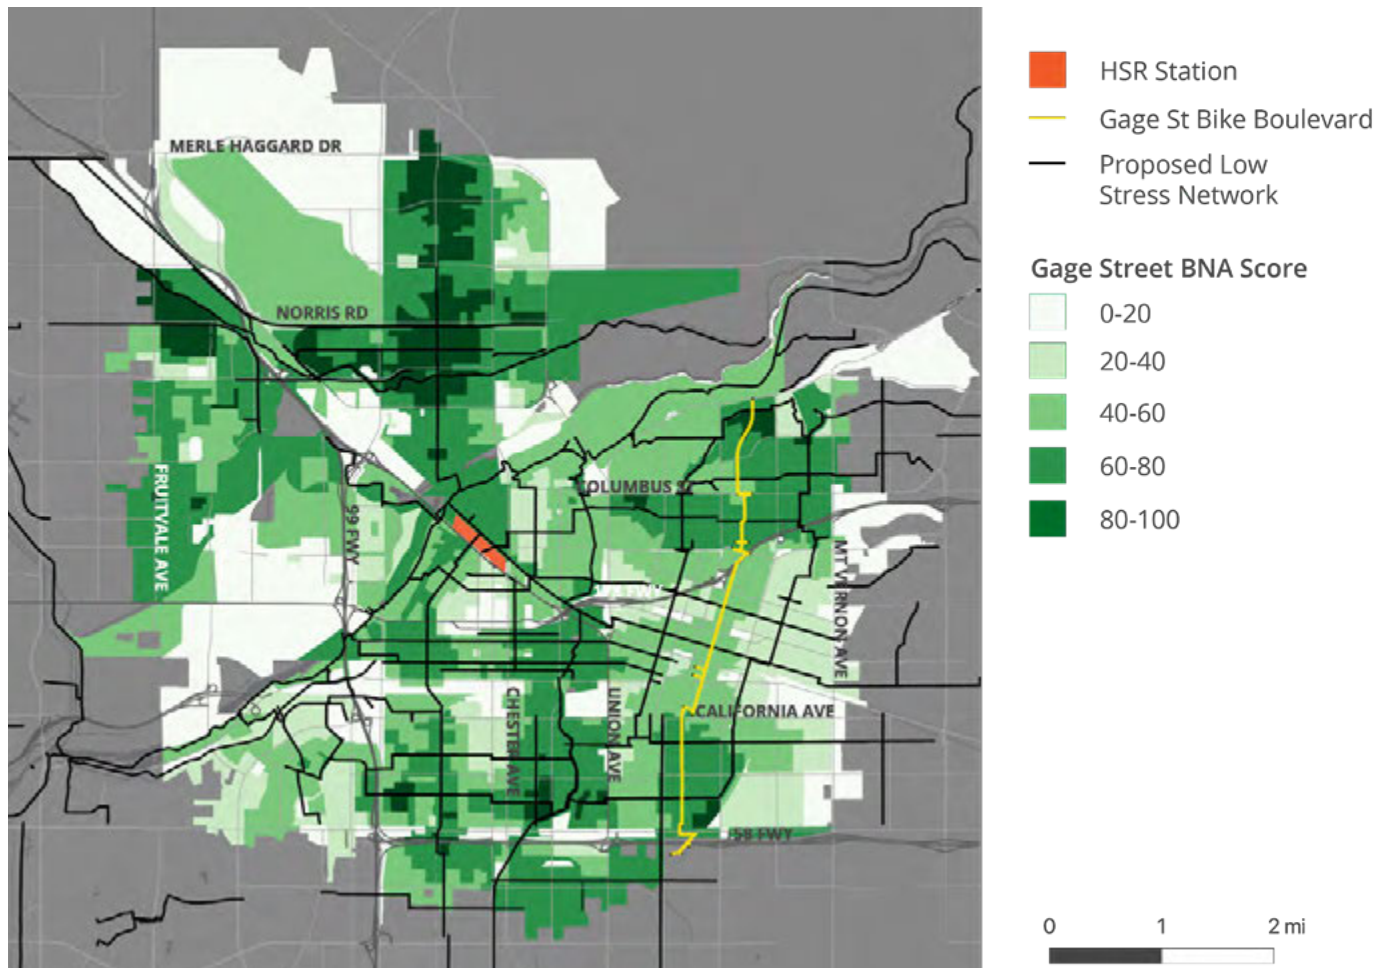 MERLE HAGGARD DR
NORRIS RD
FRUITVALE AVE
99 FWY
COLUMBUS ST
FWY
MT VERNON AVE
CHESTER AVE
UNION AVE
CALIFORNIA AVE
58 FWY
HSR Station
Gage St Bike Boulevard
Proposed Low
Stress Network
Gage Street BNA Score
0-20
20-40
40-60
60-80
80-100
0 1 2 mi